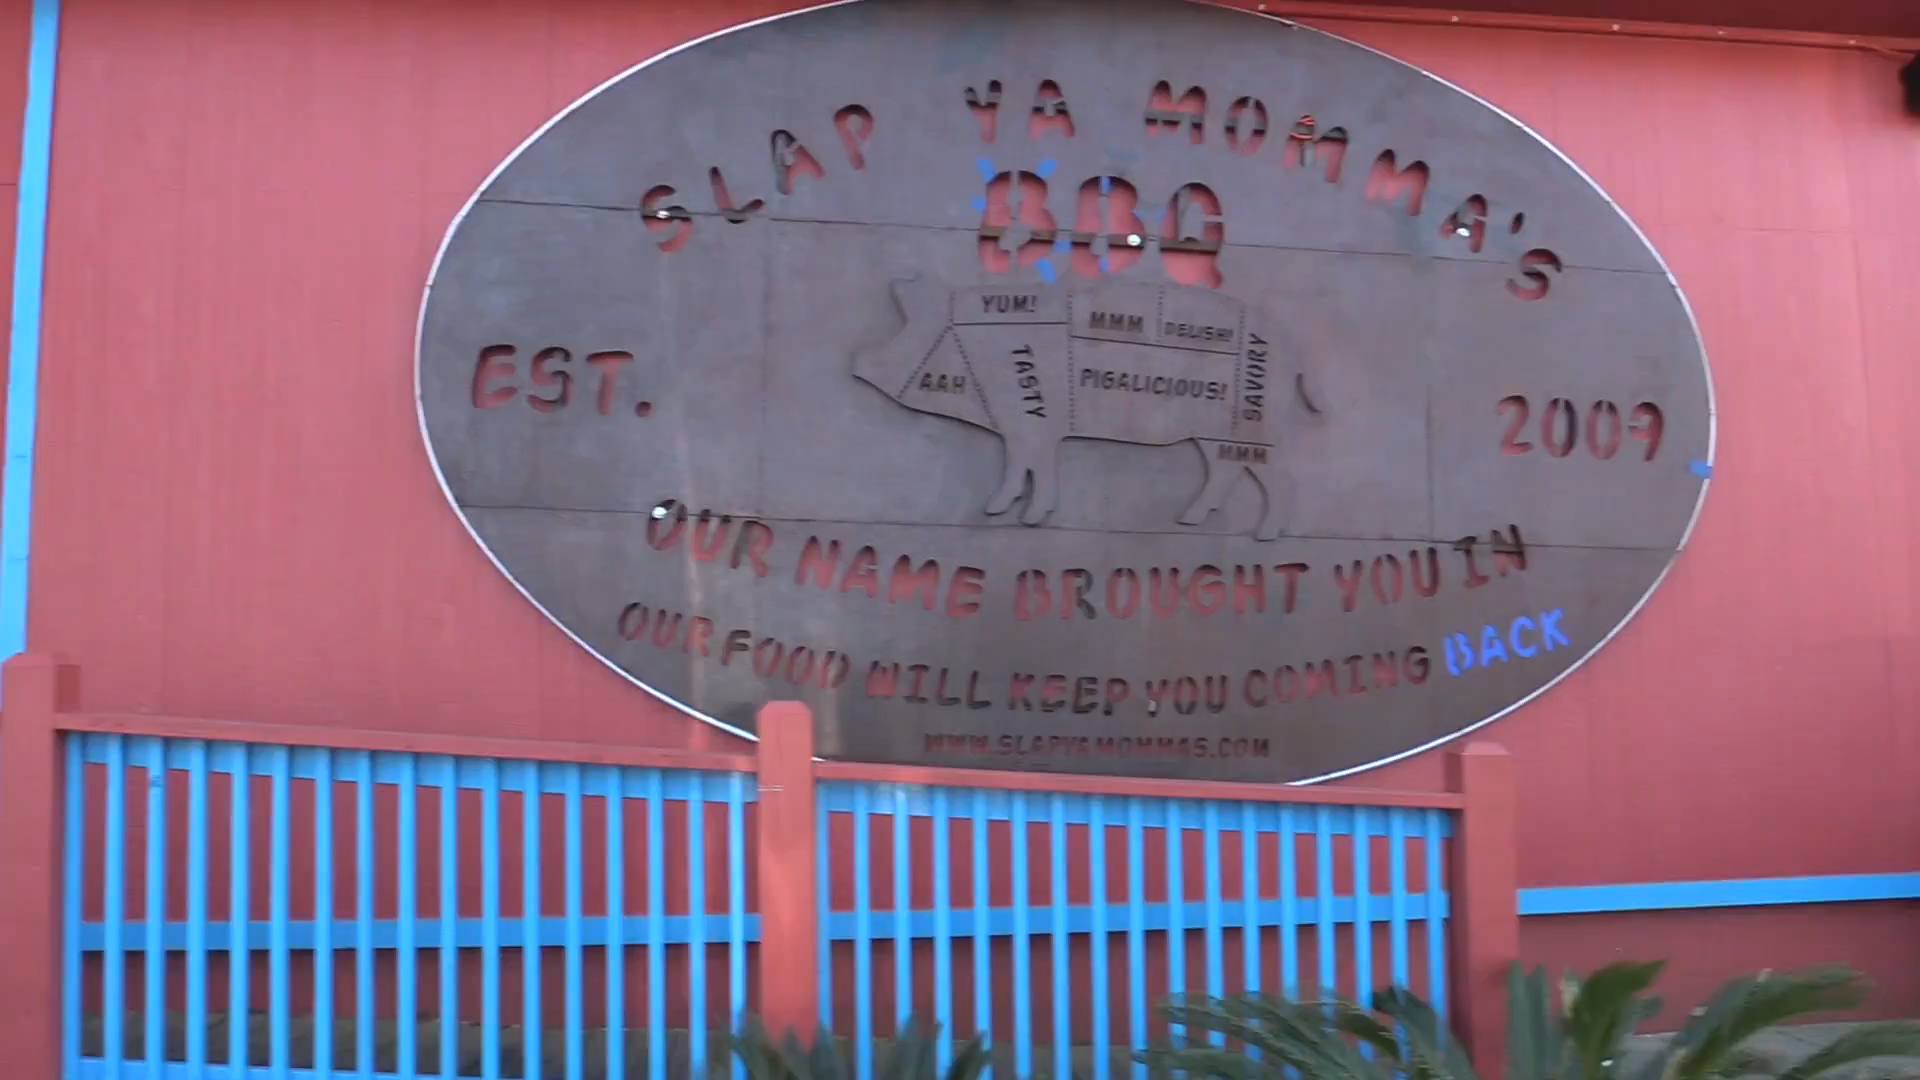 SLAP YA MOMMA'S
BBQ
YUM!
MMM
DELISH!
SAVORY
AAH
TASTY
PIGALICIOUS!
MMM
EST.
2009
OUR NAME BROUGHT YOU IN
OUR FOOD WILL KEEP YOU COMING BACK
WWW.SLAPYAMOMMAS.COM